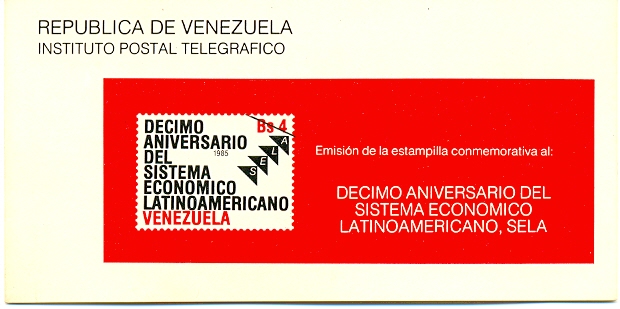 REPUBLICA DE VENEZUELA
INSTITUTO POSTAL TELEGRAFICO
DECIMO
ANIVERSARIO
DEL
SISTEMA
ECONOMICO
LATINOAMERICANO
VENEZUELA
1985
Bs 4
SELA
Emisión de la estampilla conmemorativa al:
DECIMO ANIVERSARIO DEL
SISTEMA ECONOMICO
LATINOAMERICANO, SELA